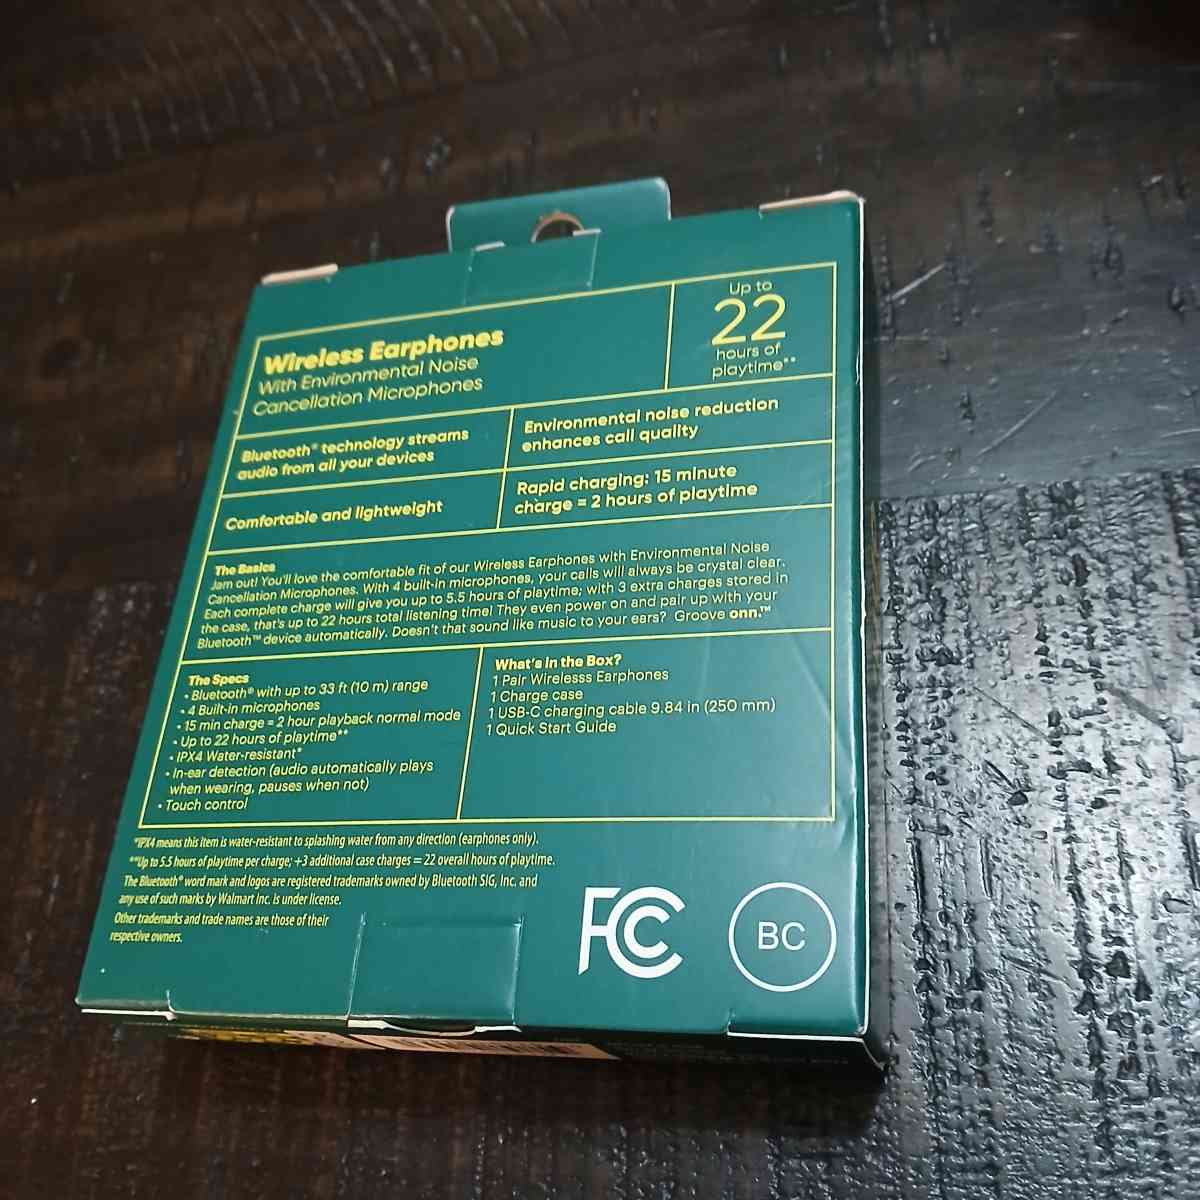 Wireless Earphones
With Environmental Noise
Cancellation Microphones
Up to
22
hours of
playtime**
Bluetooth® technology streams
audio from all your devices
Environmental noise reduction
enhances call quality
Comfortable and lightweight
Rapid charging: 15 minute
charge = 2 hours of playtime
The Basics
Jam out! You'll love the comfortable fit of our Wireless Earphones with Environmental Noise
Cancellation Microphones. With 4 built-in microphones, your calls will always be crystal clear.
Each complete charge will give you up to 5.5 hours of playtime; with 3 extra charges stored in
the case, that's up to 22 hours total listening time! They even power on and pair up with your
Bluetooth™ device automatically. Doesn't that sound like music to your ears? Groove onn.™
The Specs
• Bluetooth® with up to 33 ft (10 m) range
• 4 Built-in microphones
• 15 min charge = 2 hour playback normal mode
• Up to 22 hours of playtime**
• IPX4 Water-resistant*
• In-ear detection (audio automatically plays
when wearing, pauses when not)
• Touch control
What's in the Box?
1 Pair Wirelesss Earphones
1 Charge case
1 USB-C charging cable 9.84 in (250 mm)
1 Quick Start Guide
*IPX4 means this item is water-resistant to splashing water from any direction (earphones only).
**Up to 5.5 hours of playtime per charge; +3 additional case charges = 22 overall hours of playtime.
The Bluetooth® word mark and logos are registered trademarks owned by Bluetooth SIG, Inc. and
any use of such marks by Walmart Inc. is under license.
Other trademarks and trade names are those of their
respective owners.
FC
BC